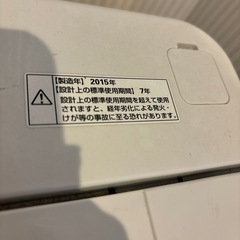 【製造年】2015年
【設計上の標準使用期間】7年
設計上の標準使用期間を超えて使用
されますと、経年劣化による発火・
けが等の事故に至る恐れがあります。